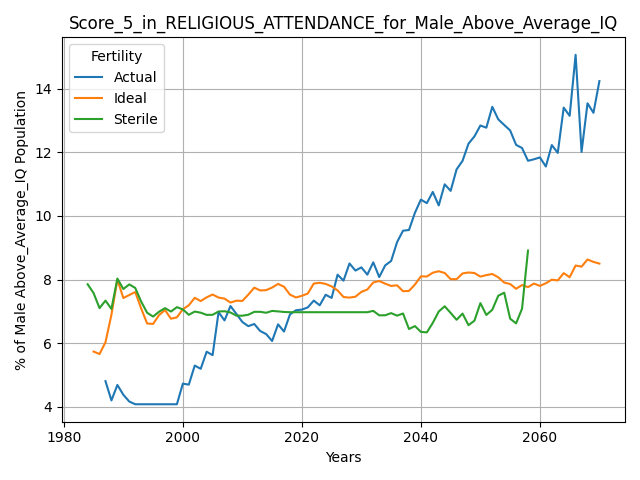 Score_5_in_RELIGIOUS_ATTENDANCE_for_Male_Above_Average_IQ
Fertility
Actual
Ideal
Sterile
% of Male Above_Average_IQ Population
14
12
10
8
6
4
1980
2000
2020
2040
2060
Years